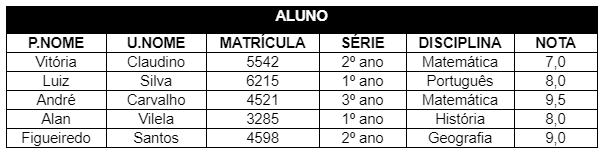 ALUNO
P.NOME U.NOME MATRÍCULA SÉRIE DISCIPLINA NOTA
Vitória Claudino 5542 2º ano Matemática 7,0
Luiz Silva 6215 1º ano Português 8,0
André Carvalho 4521 3º ano Matemática 9,5
Alan Vilela 3285 1º ano História 8,0
Figueiredo Santos 4598 2º ano Geografia 9,0